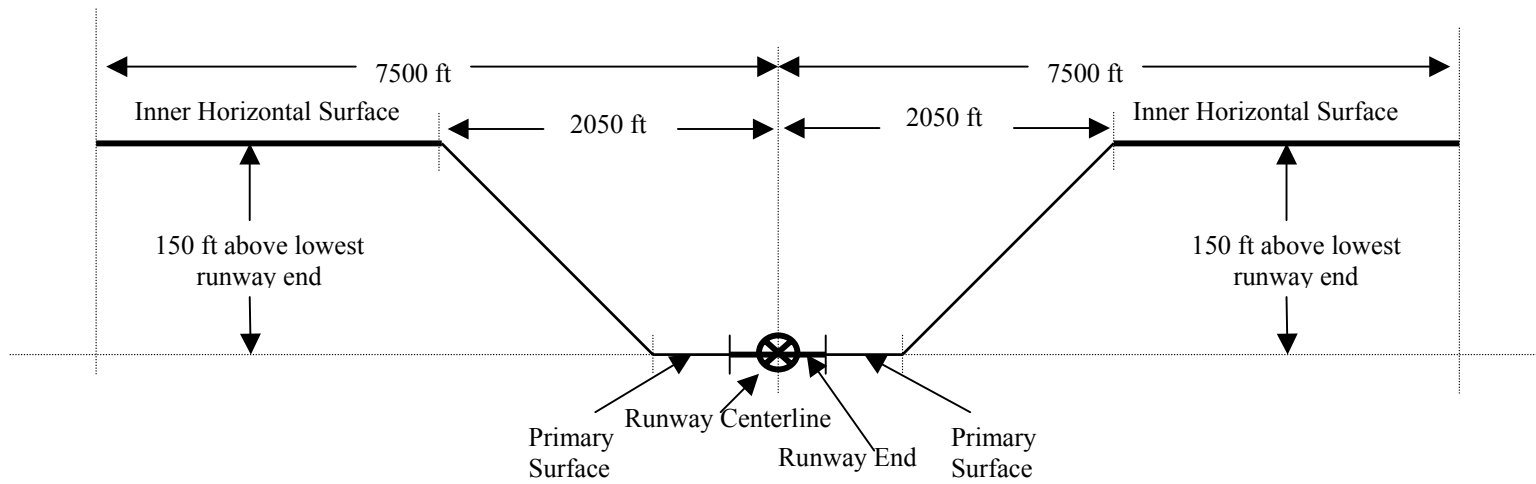 7500 ft
7500 ft
Inner Horizontal Surface
2050 ft
2050 ft
Inner Horizontal Surface
150 ft above lowest
runway end
150 ft above lowest
runway end
Runway Centerline
Primary
Surface
Runway End
Primary
Surface